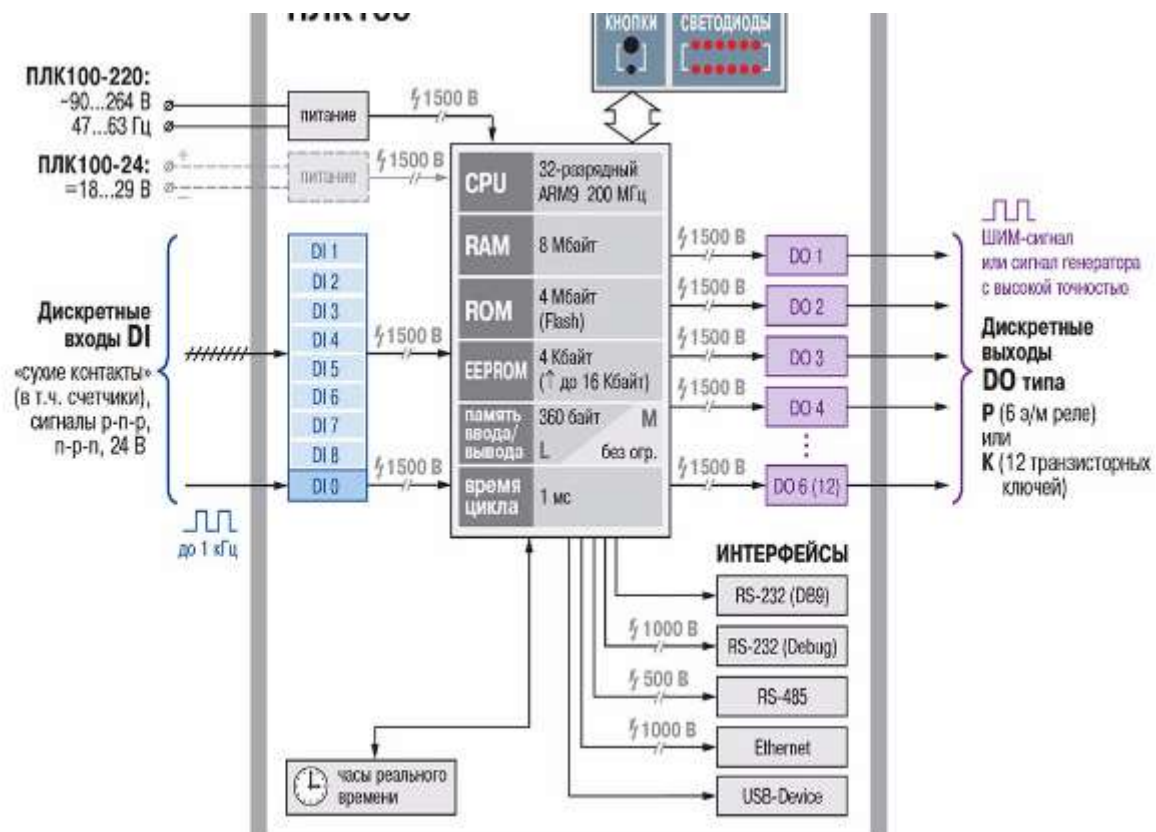 ПЛК100
КНОПКИ
СВЕТОДИОДЫ
ПЛК100-220:
~90...264 В
47...63 Гц
питание
1500 В
ПЛК100-24:
=18...29 В
+
−
питание
1500 В
CPU
32-разрядный
ARM9 200 МГц
RAM
8 Мбайт
ROM
4 Мбайт
(Flash)
EEPROM
4 Кбайт
(↑ до 16 Кбайт)
память
ввода/
вывода
360 байт
M
L
без огр.
время
цикла
1 мс
Дискретные
входы DI
«сухие контакты»
(в т.ч. счетчики),
сигналы p-n-p,
n-p-n, 24 В
DI 1
DI 2
DI 3
DI 4
DI 5
DI 6
DI 7
DI 8
DI 9
1500 В
1500 В
до 1 кГц
1500 В
DO 1
1500 В
DO 2
1500 В
DO 3
1500 В
DO 4
1500 В
DO 6 (12)
ШИМ-сигнал
или сигнал генератора
с высокой точностью
Дискретные
выходы
DO типа
Р (6 э/м реле)
или
К (12 транзисторных
ключей)
ИНТЕРФЕЙСЫ
RS-232 (DB9)
1000 В
RS-232 (Debug)
500 В
RS-485
1000 В
Ethernet
USB-Device
часы реального
времени